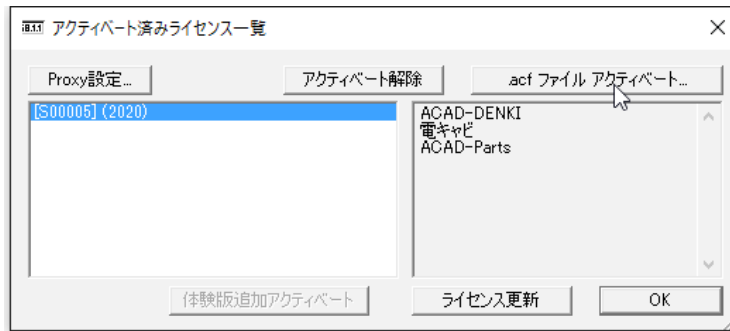 アクティベート済みライセンス一覧
Proxy設定...
アクティベート解除
.acf ファイル アクティベート...
[S00005] (2020)
ACAD-DENKI
電キャビ
ACAD-Parts
体験版追加アクティベート
ライセンス更新
OK